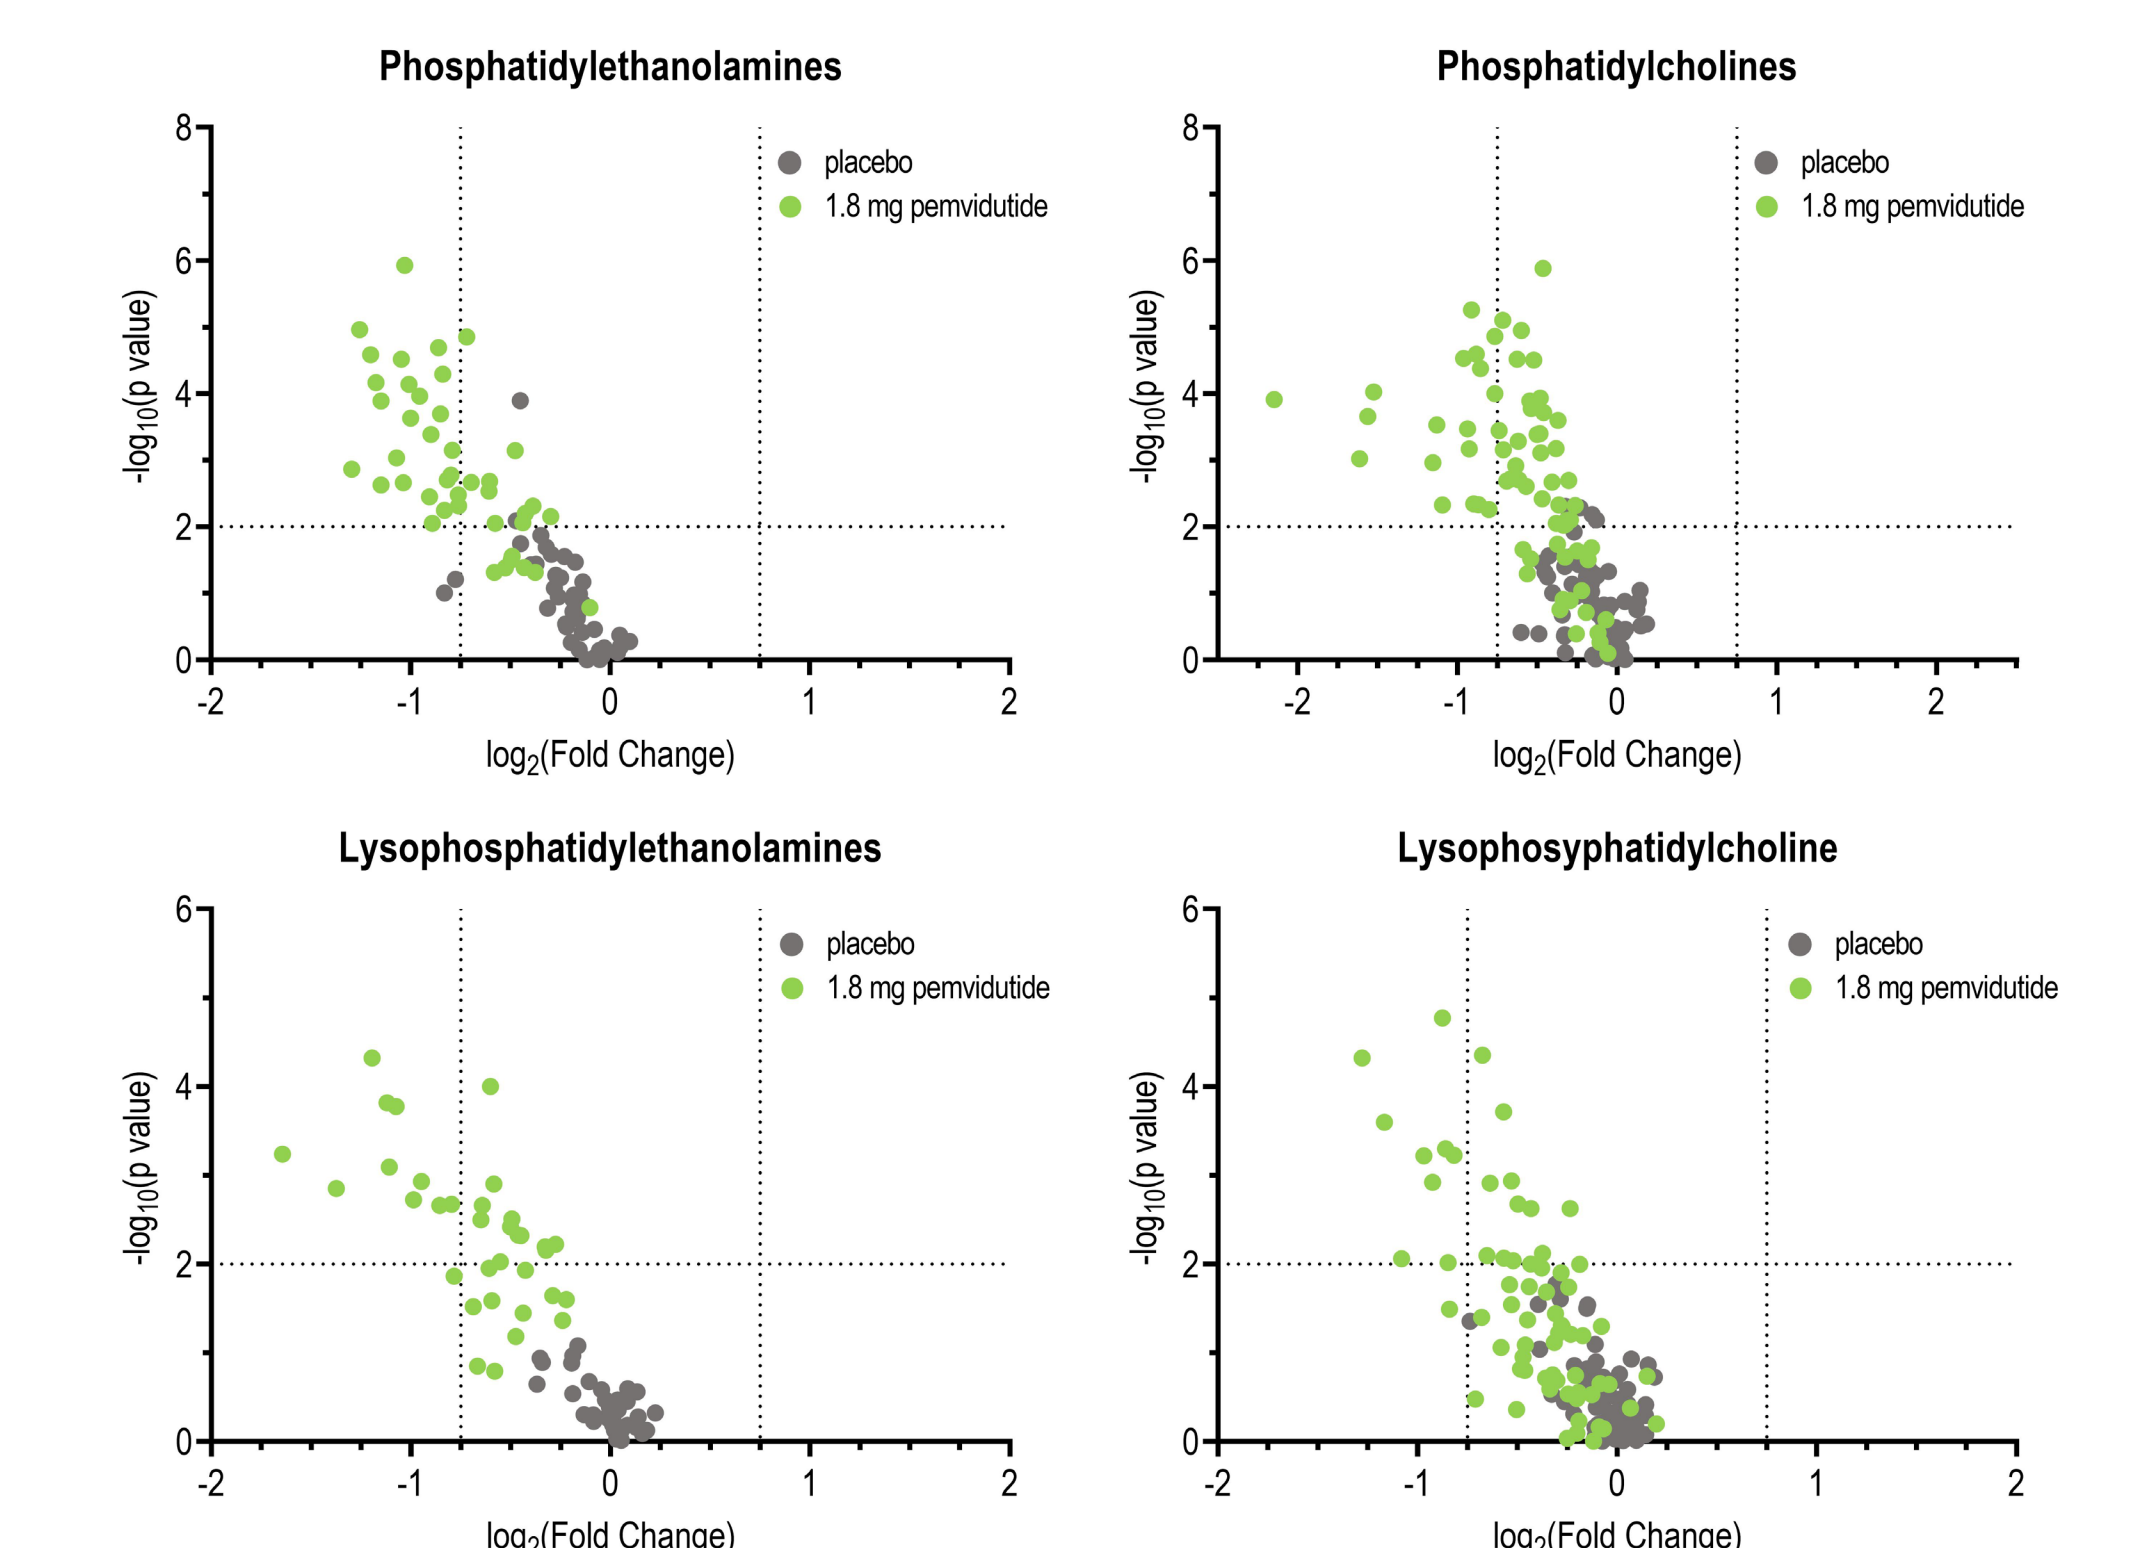 Phosphatidylethanolamines
8
6
4
2
0
-log10(p value)
placebo
1.8 mg pemvidutide
-2 -1 0 1 2
log2(Fold Change)
Phosphatidylcholines
8
6
4
2
0
-log10(p value)
placebo
1.8 mg pemvidutide
-2 -1 0 1 2
log2(Fold Change)
Lysophosphatidylethanolamines
6
4
2
0
-log10(p value)
placebo
1.8 mg pemvidutide
-2 -1 0 1 2
log2(Fold Change)
Lysophosyphatidylcholine
6
4
2
0
-log10(p value)
placebo
1.8 mg pemvidutide
-2 -1 0 1 2
log2(Fold Change)